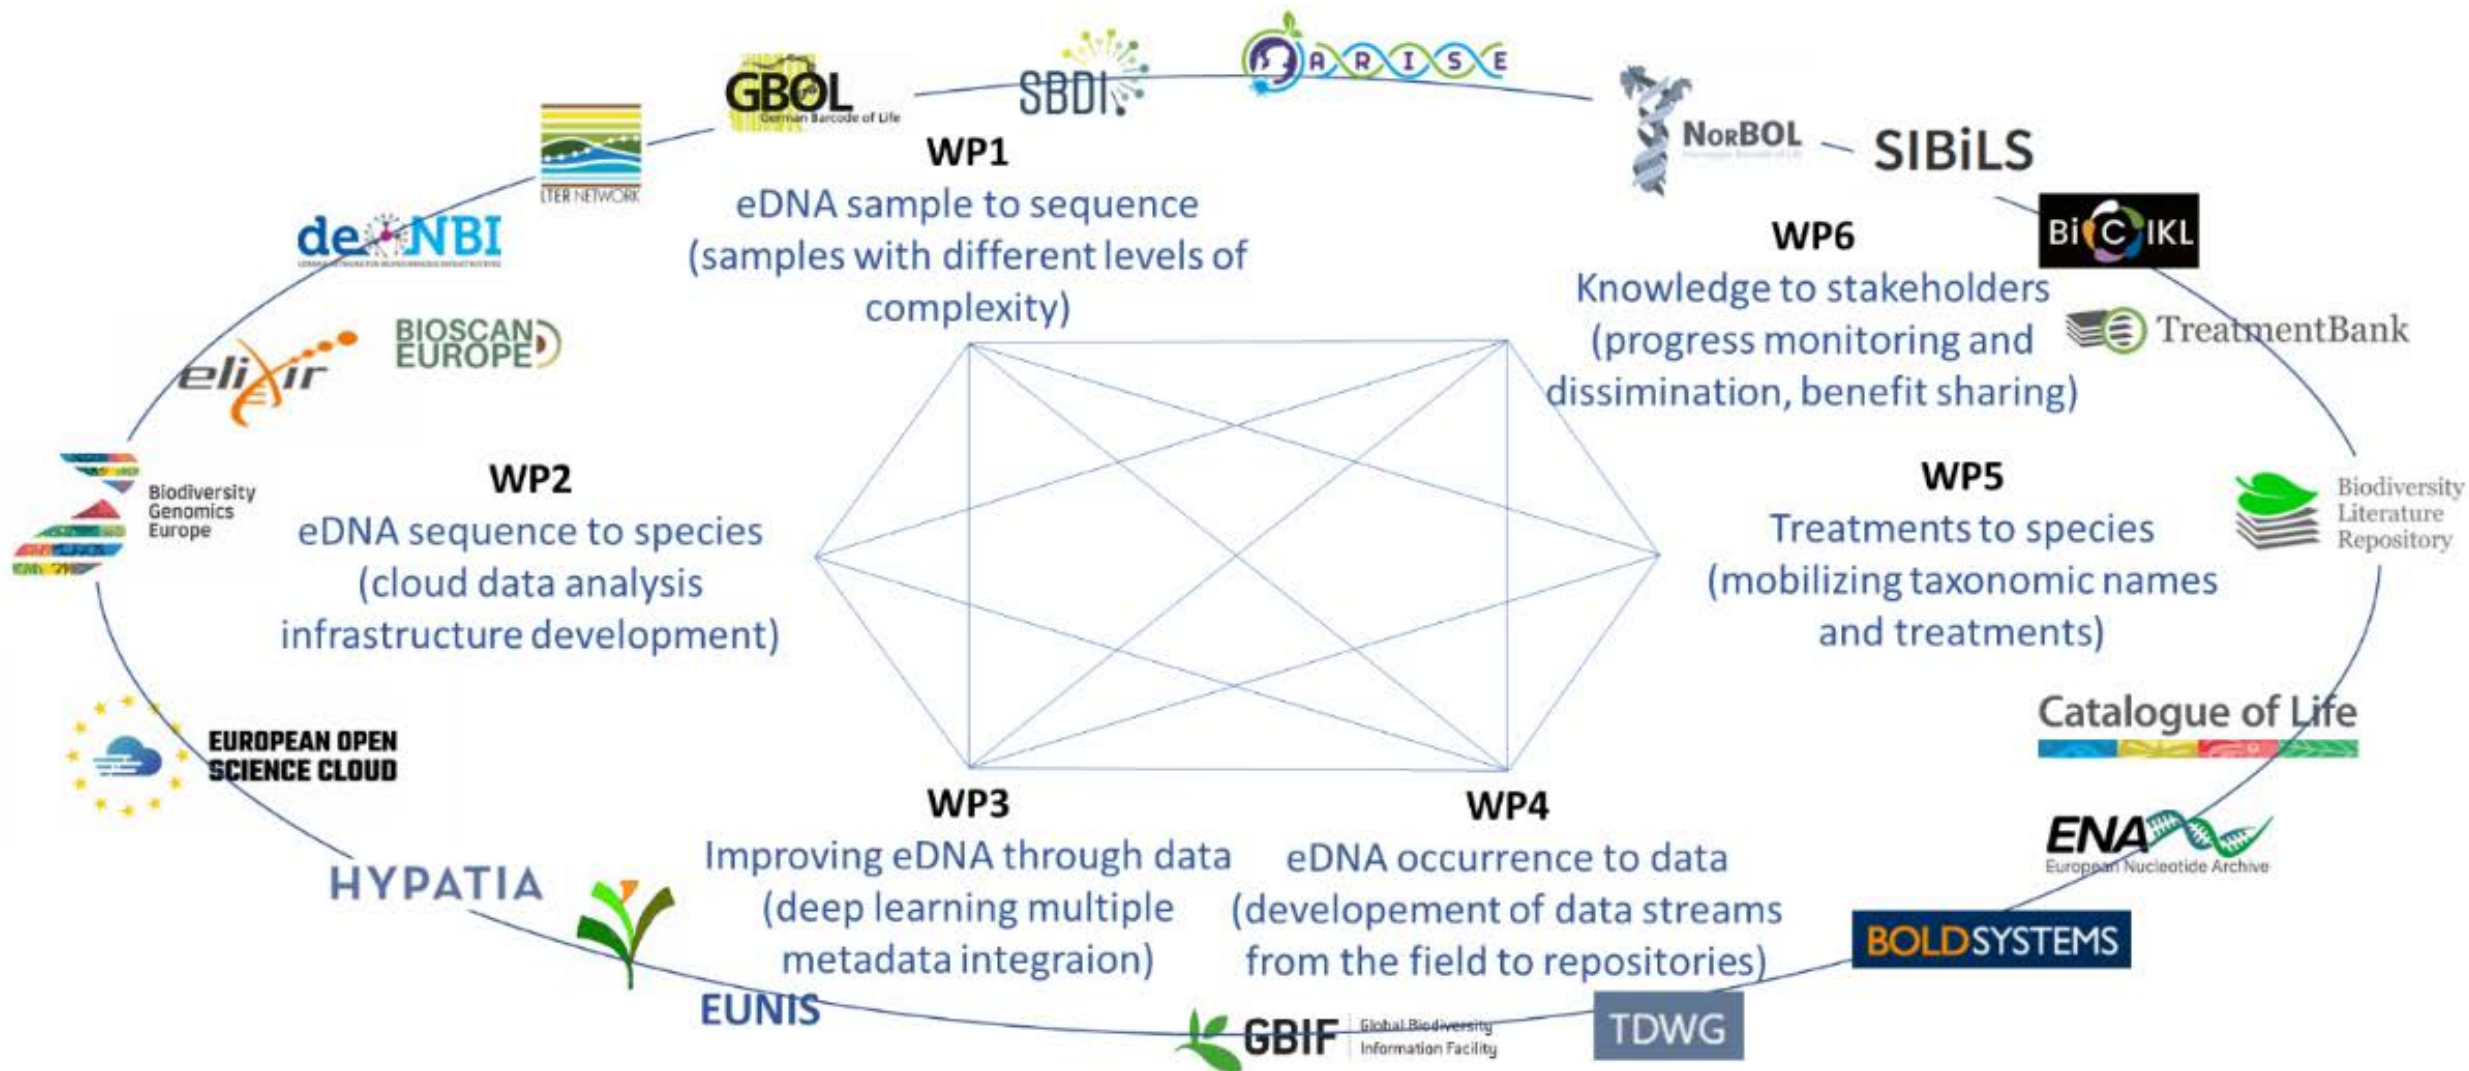 ARISE
GBOL
German Barcode of Life
SBDI
NORBOL
SIBiLS
LTER NETWORK
de NBI
BiCIKL
WP1
eDNA sample to sequence
(samples with different levels of
complexity)
WP6
Knowledge to stakeholders
(progress monitoring and
dissimination, benefit sharing)
elixir
BIOSCAN
EUROPE
TreatmentBank
Biodiversity
Genomics
Europe
WP2
eDNA sequence to species
(cloud data analysis
infrastructure development)
WP5
Treatments to species
(mobilizing taxonomic names
and treatments)
Biodiversity
Literature
Repository
EUROPEAN OPEN
SCIENCE CLOUD
Catalogue of Life
HYPATIA
WP3
Improving eDNA through data
(deep learning multiple
metadata integraion)
WP4
eDNA occurrence to data
(developement of data streams
from the field to repositories)
ENA
European Nucleotide Archive
BOLDSYSTEMS
EUNIS
GBIF
Global Biodiversity
Information Facility
TDWG